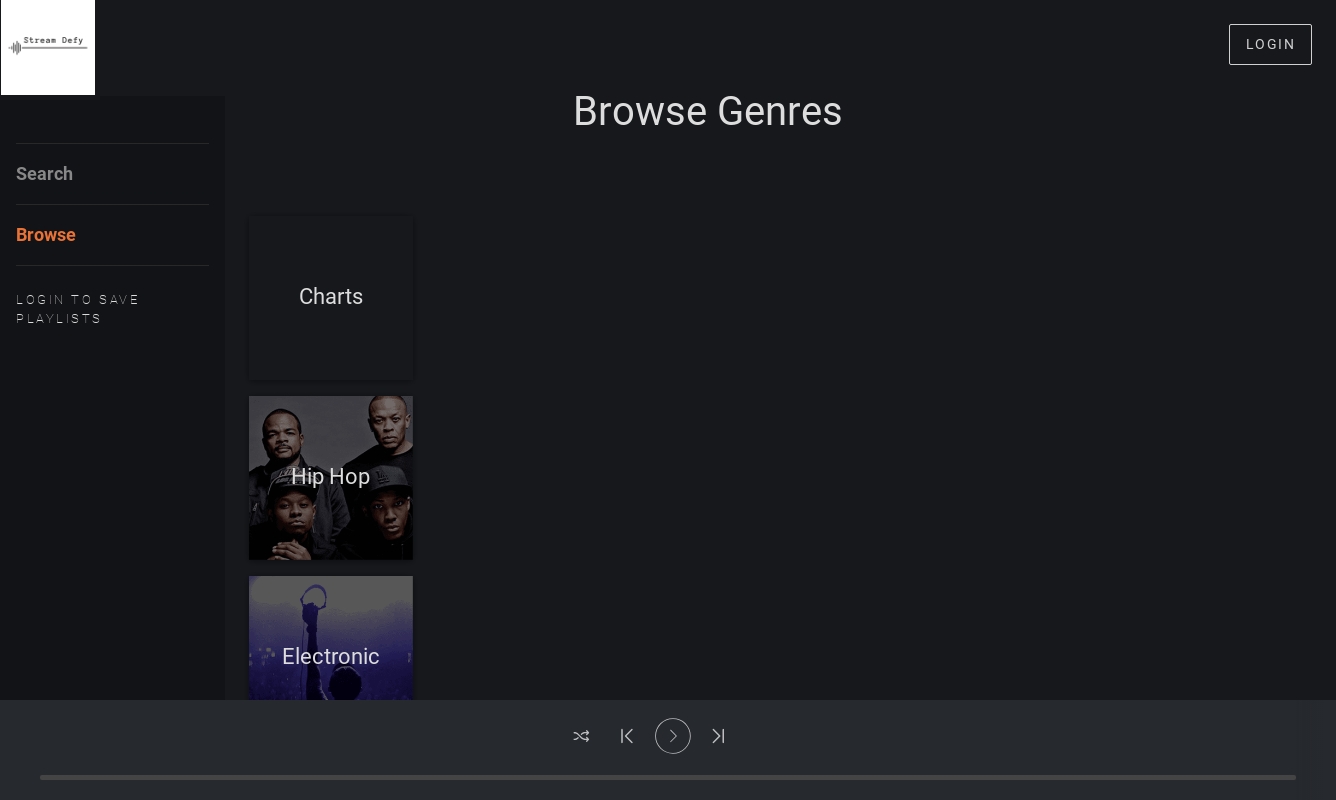 Stream Defy
LOGIN
Browse Genres
Search
Browse
LOGIN TO SAVE
PLAYLISTS
Charts
Hip Hop
Electronic